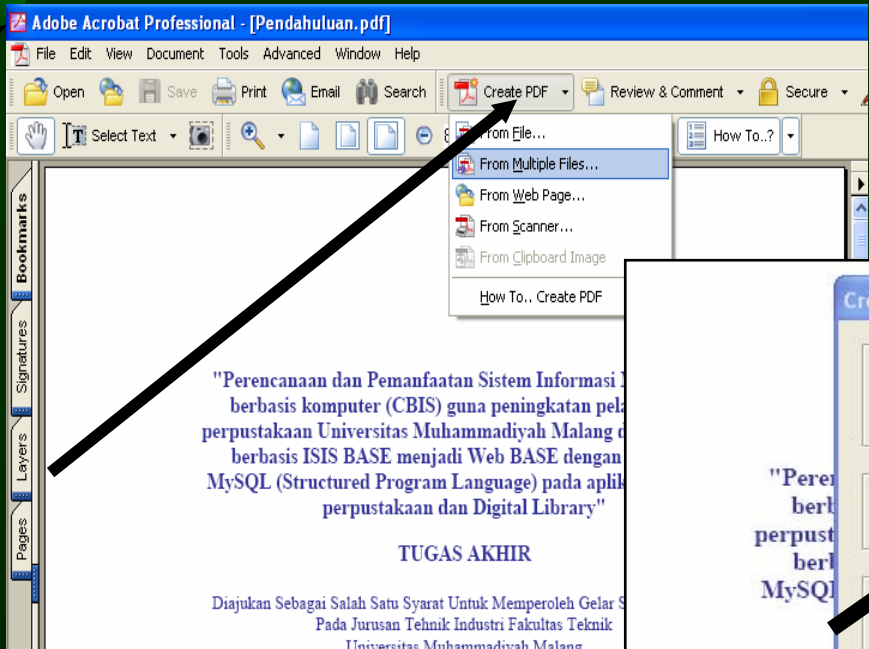 Adobe Acrobat Professional - [Pendahuluan.pdf]
File Edit View Document Tools Advanced Window Help
Open Save Print Email Search Create PDF Review & Comment Secure
Select Text How To..?
From File...
From Multiple Files...
From Web Page...
From Scanner...
From Clipboard Image
How To.. Create PDF
Bookmarks
Signatures
Layers
Pages
"Perencanaan dan Pemanfaatan Sistem Informasi
berbasis komputer (CBIS) guna peningkatan pela
perpustakaan Universitas Muhammadiyah Malang d
berbasis ISIS BASE menjadi Web BASE dengan
MySQL (Structured Program Language) pada aplik
perpustakaan dan Digital Library"
TUGAS AKHIR
Diajukan Sebagai Salah Satu Syarat Untuk Memperoleh Gelar S
Pada Jurusan Tehnik Industri Fakultas Teknik
Universitas Muhammadiyah Malang
Cre
"Peren
berb
perpust
berb
MySQL